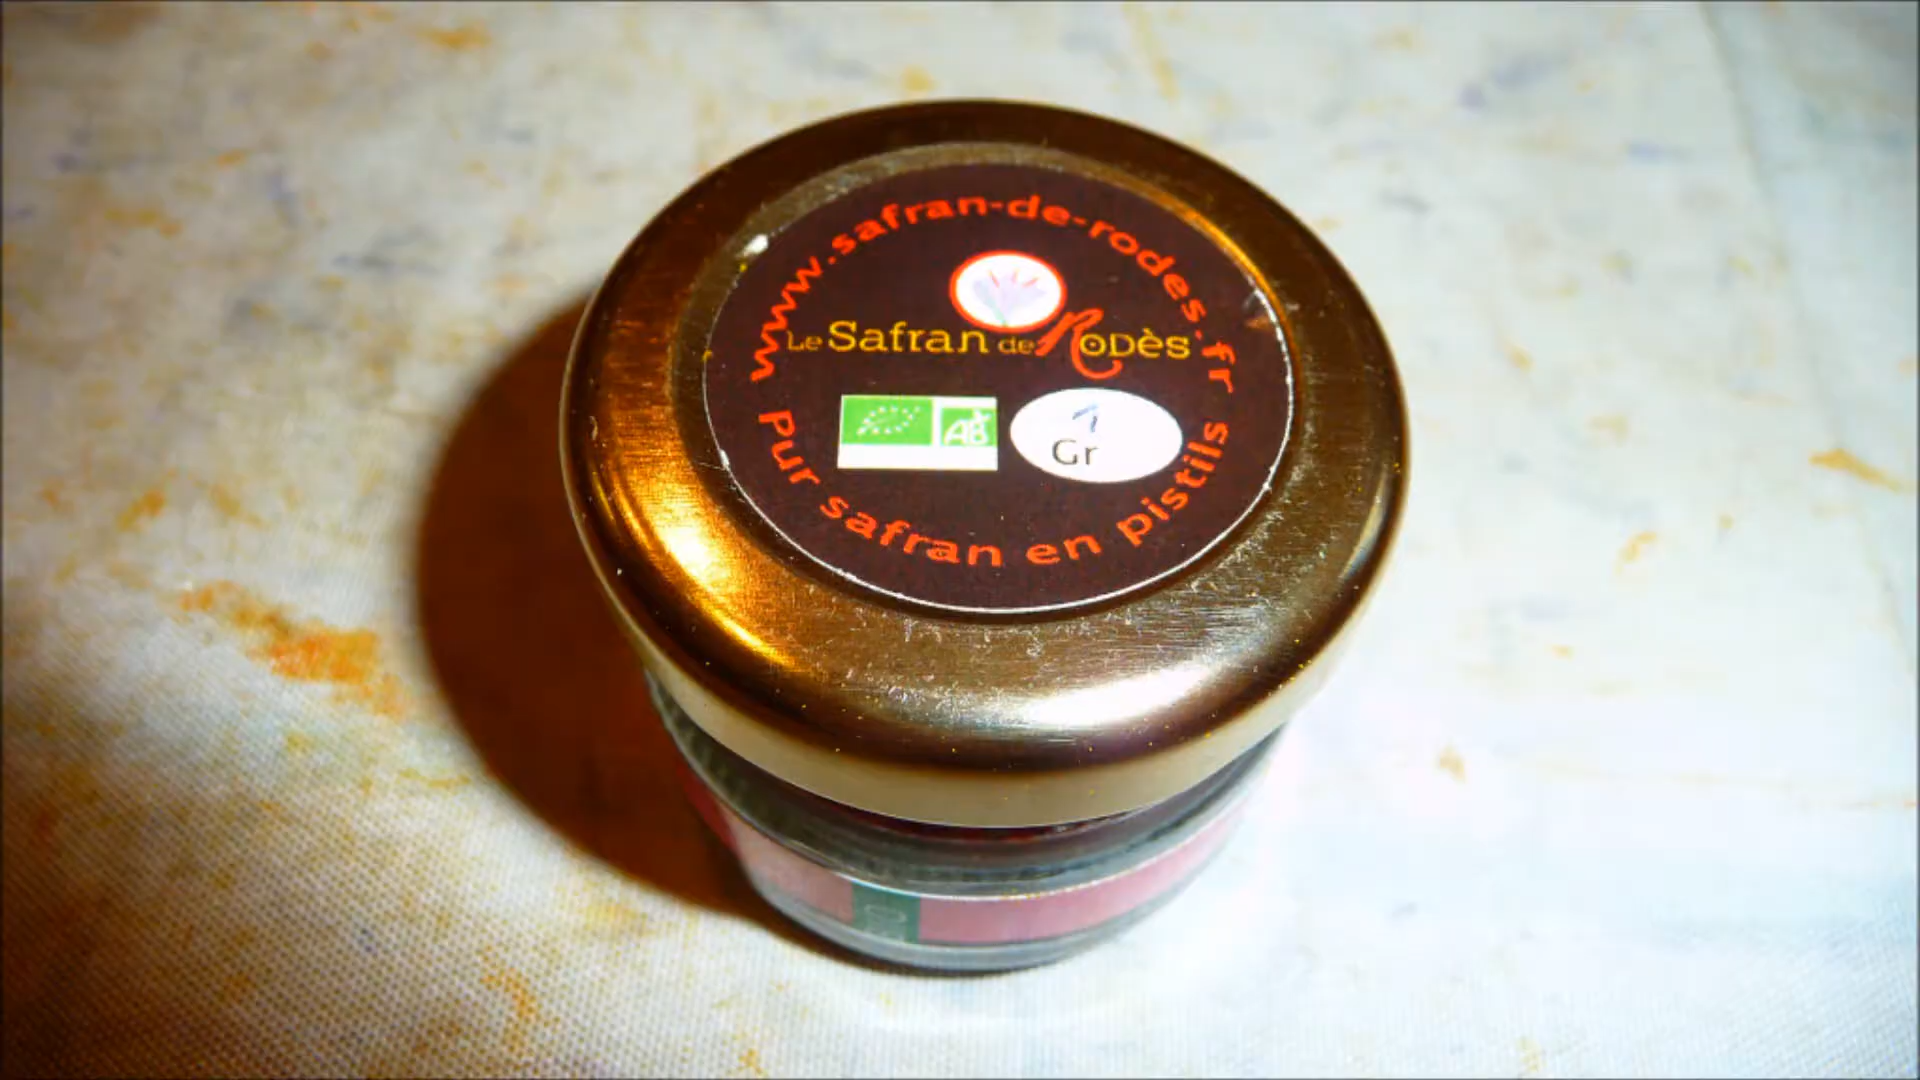 www.safran-de-rodes.fr
Le Safran de Rodès
AB
1
Gr
Pur safran en pistils